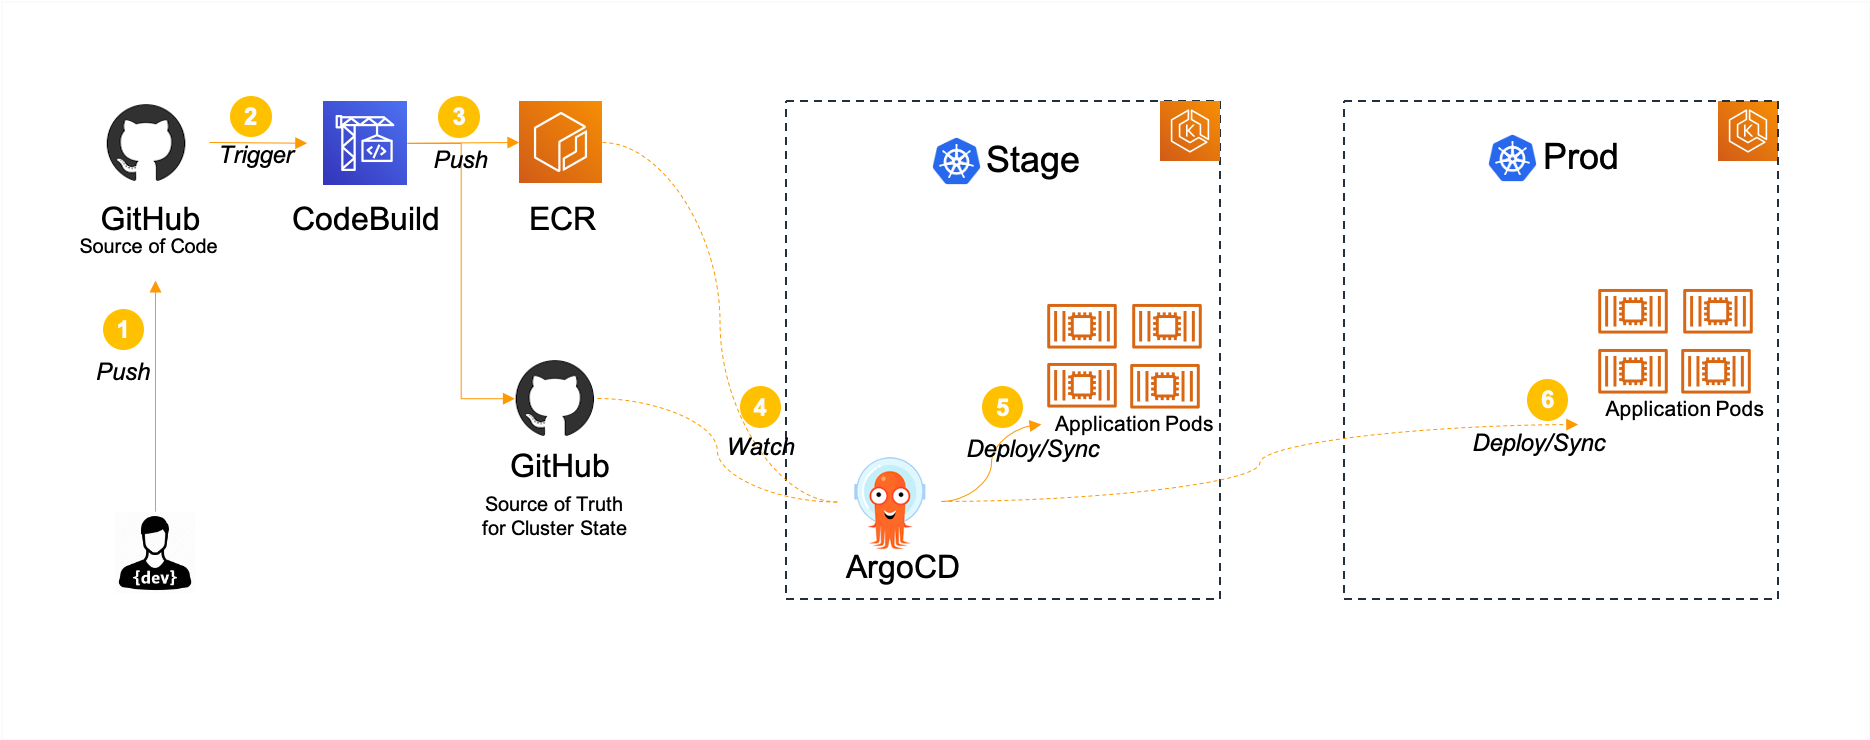 2
Trigger
3
Push
GitHub
Source of Code
CodeBuild
ECR
1
Push
{dev}
GitHub
Source of Truth
for Cluster State
4
Watch
K
Stage
5
Deploy/Sync
Application Pods
ArgoCD
K
Prod
6
Deploy/Sync
Application Pods